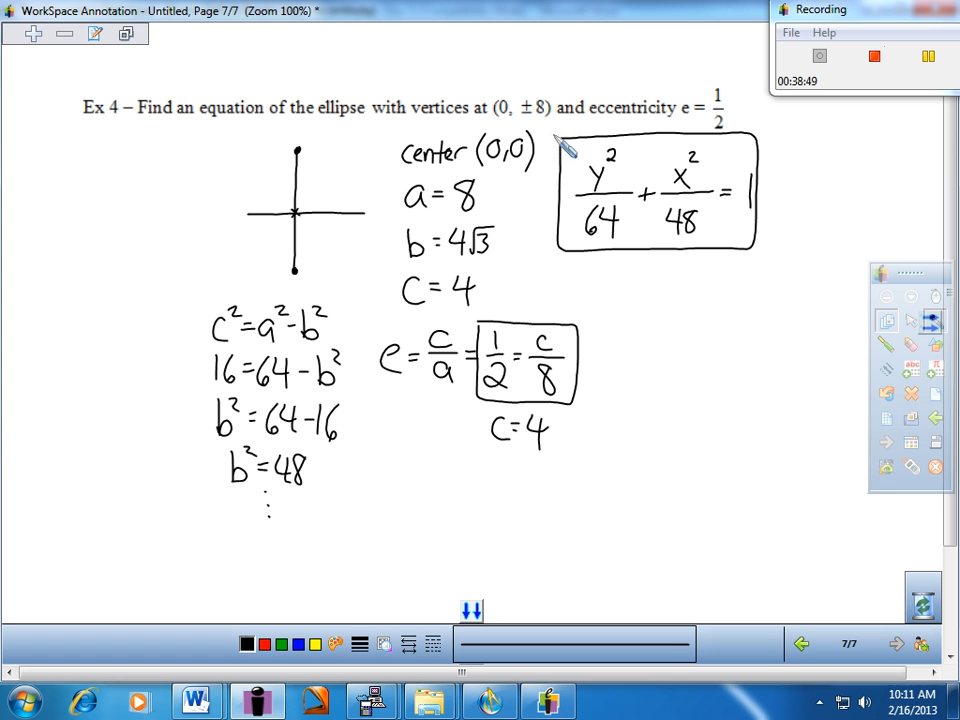 WorkSpace Annotation - Untitled, Page 7/7 (Zoom 100%) *
Recording
File Help
00:38:49
Ex 4 – Find an equation of the ellipse with vertices at (0, ±8) and eccentricity e = 1/2
center (0,0)
a = 8
b = 4√3
c = 4
y²/64 + x²/48 = 1
c² = a² - b²
16 = 64 - b²
b² = 64 - 16
b² = 48
⋮
e = c/a = 1/2 = c/8
c = 4
abc
π
7/7
W
10:11 AM
2/16/2013